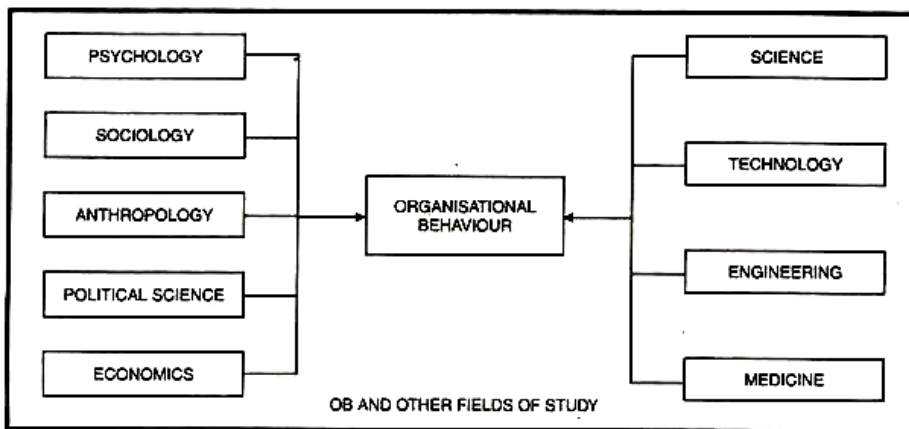 PSYCHOLOGY
SOCIOLOGY
ANTHROPOLOGY
POLITICAL SCIENCE
ECONOMICS
ORGANISATIONAL
BEHAVIOUR
SCIENCE
TECHNOLOGY
ENGINEERING
MEDICINE
OB AND OTHER FIELDS OF STUDY